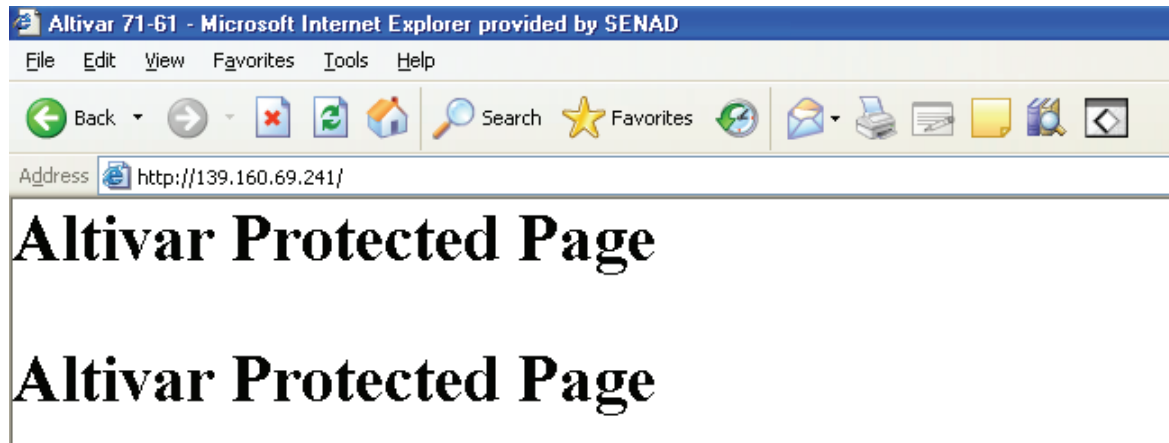 Altivar 71-61 - Microsoft Internet Explorer provided by SENAD
File Edit View Favorites Tools Help
Back Search Favorites
Address http://139.160.69.241/
Altivar Protected Page
Altivar Protected Page